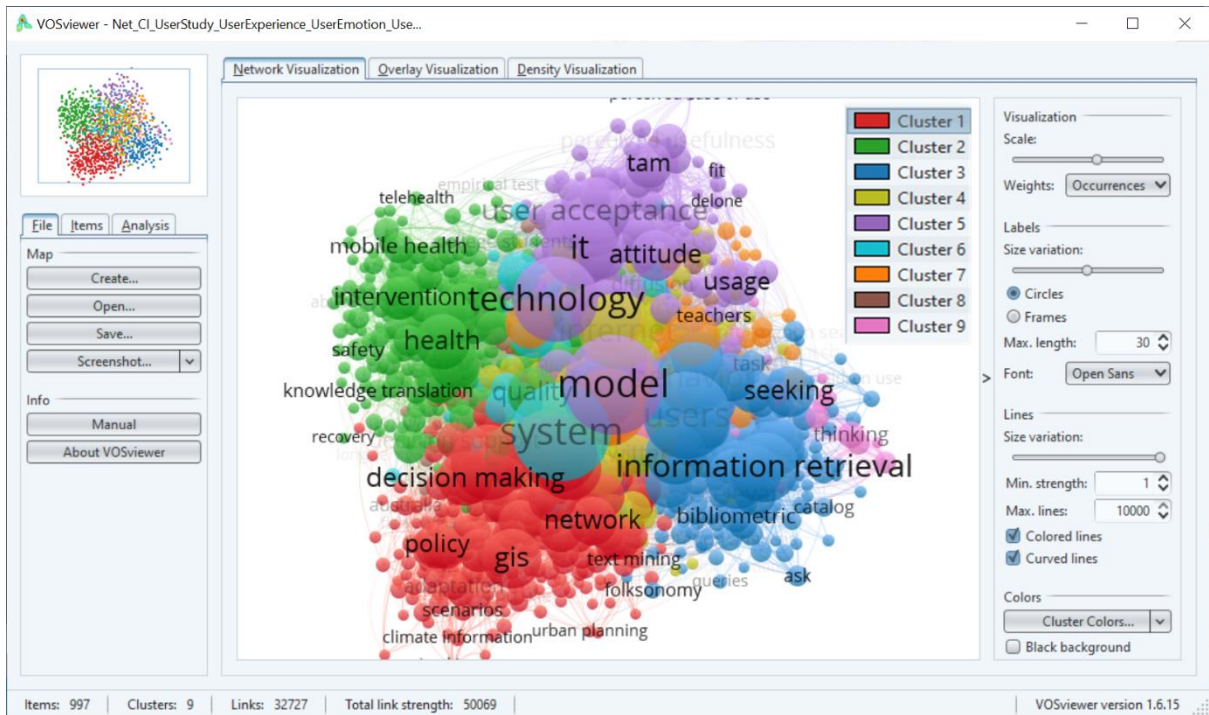 VOSviewer - Net_CI_UserStudy_UserExperience_UserEmotion_Use...
Network Visualization
Overlay Visualization
Density Visualization
File
Items
Analysis
Map
Create...
Open...
Save...
Screenshot...
Info
Manual
About VOSviewer
perceived ease of use
perceived usefulness
tam
fit
empirical test
telehealth
delone
user acceptance
mobile health
it
attitude
diffusion
intervention
technology
usage
teachers
internet
health
safety
task
model
seeking
knowledge translation
quality
users
system
recovery
thinking
information retrieval
decision making
australia
network
bibliometric
catalog
policy
gis
text mining
adaptation
folksonomy
queries
ask
scenarios
climate information
urban planning
Cluster 1
Cluster 2
Cluster 3
Cluster 4
Cluster 5
Cluster 6
Cluster 7
Cluster 8
Cluster 9
>
Visualization
Scale:
Weights: Occurrences
Labels
Size variation:
Circles
Frames
Max. length: 30
Font: Open Sans
Lines
Size variation:
Min. strength: 1
Max. lines: 10000
Colored lines
Curved lines
Colors
Cluster Colors...
Black background
Items: 997 Clusters: 9 Links: 32727 Total link strength: 50069 VOSviewer version 1.6.15